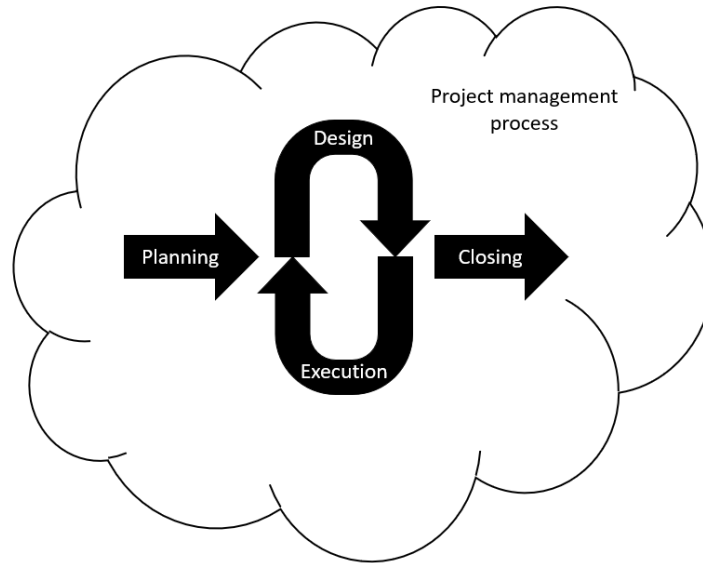 Project management
process
Design
Planning
Closing
Execution